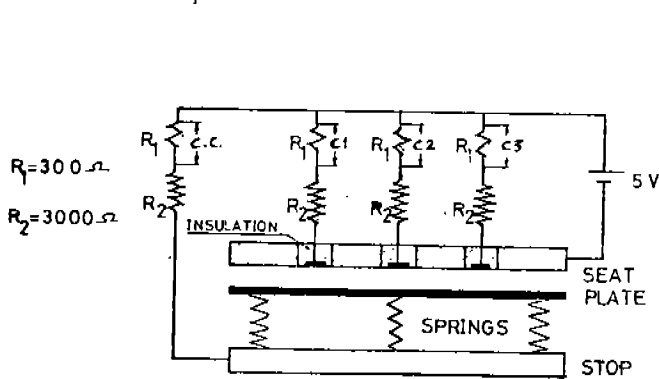 R1 C.C. R1 C1 R1 C2 R1 C3
R1=300Ω
5 V
R2 R2 R2 R2
R2=3000Ω
INSULATION
SEAT
PLATE
SPRINGS
STOP